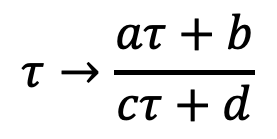 τ → (aτ + b)/(cτ + d)